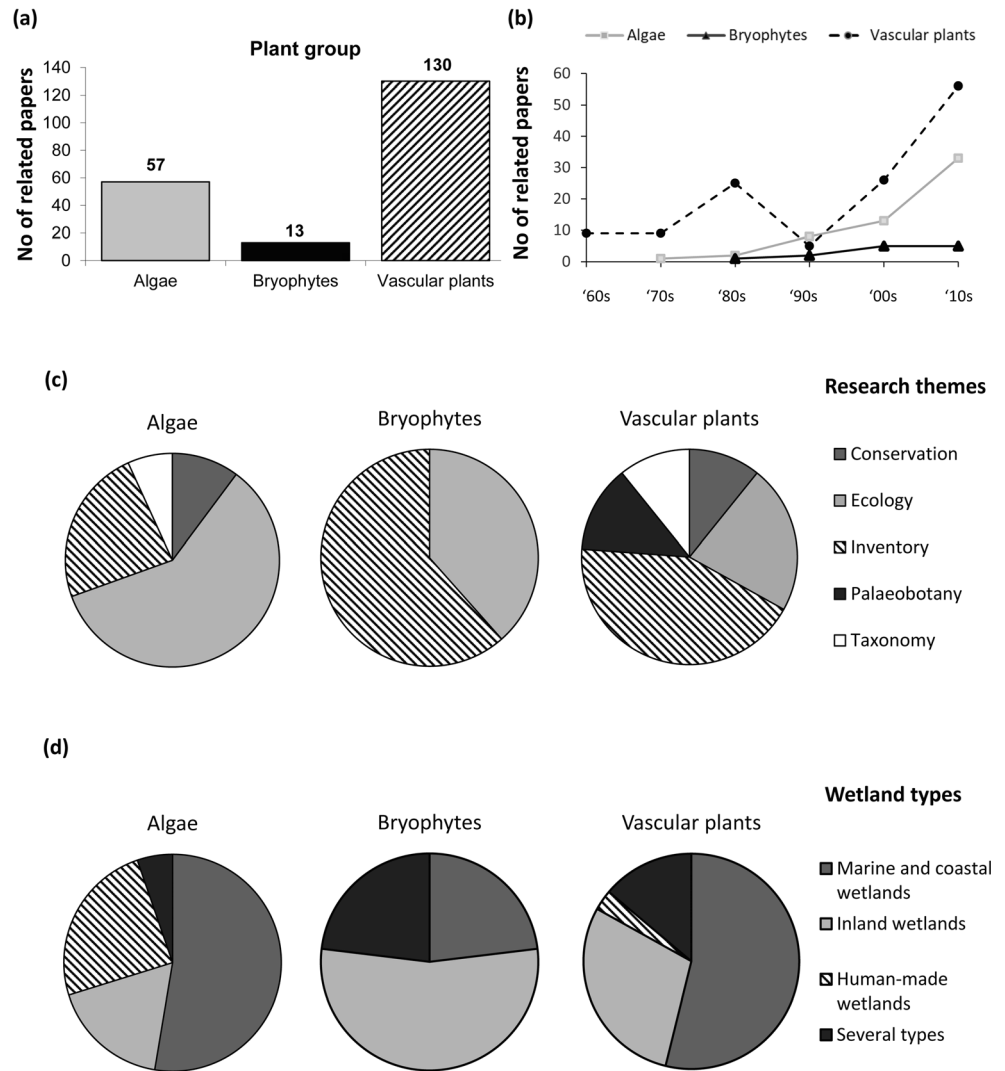 (a)
Plant group
No of related papers
140
120
100
80
60
40
20
0
57
13
130
Algae
Bryophytes
Vascular plants
(b)
Algae
Bryophytes
Vascular plants
No of related papers
60
50
40
30
20
10
0
‘60s
‘70s
‘80s
‘90s
‘00s
‘10s
(c)
Research themes
Algae
Bryophytes
Vascular plants
Conservation
Ecology
Inventory
Palaeobotany
Taxonomy
(d)
Wetland types
Algae
Bryophytes
Vascular plants
Marine and coastal
wetlands
Inland wetlands
Human-made
wetlands
Several types